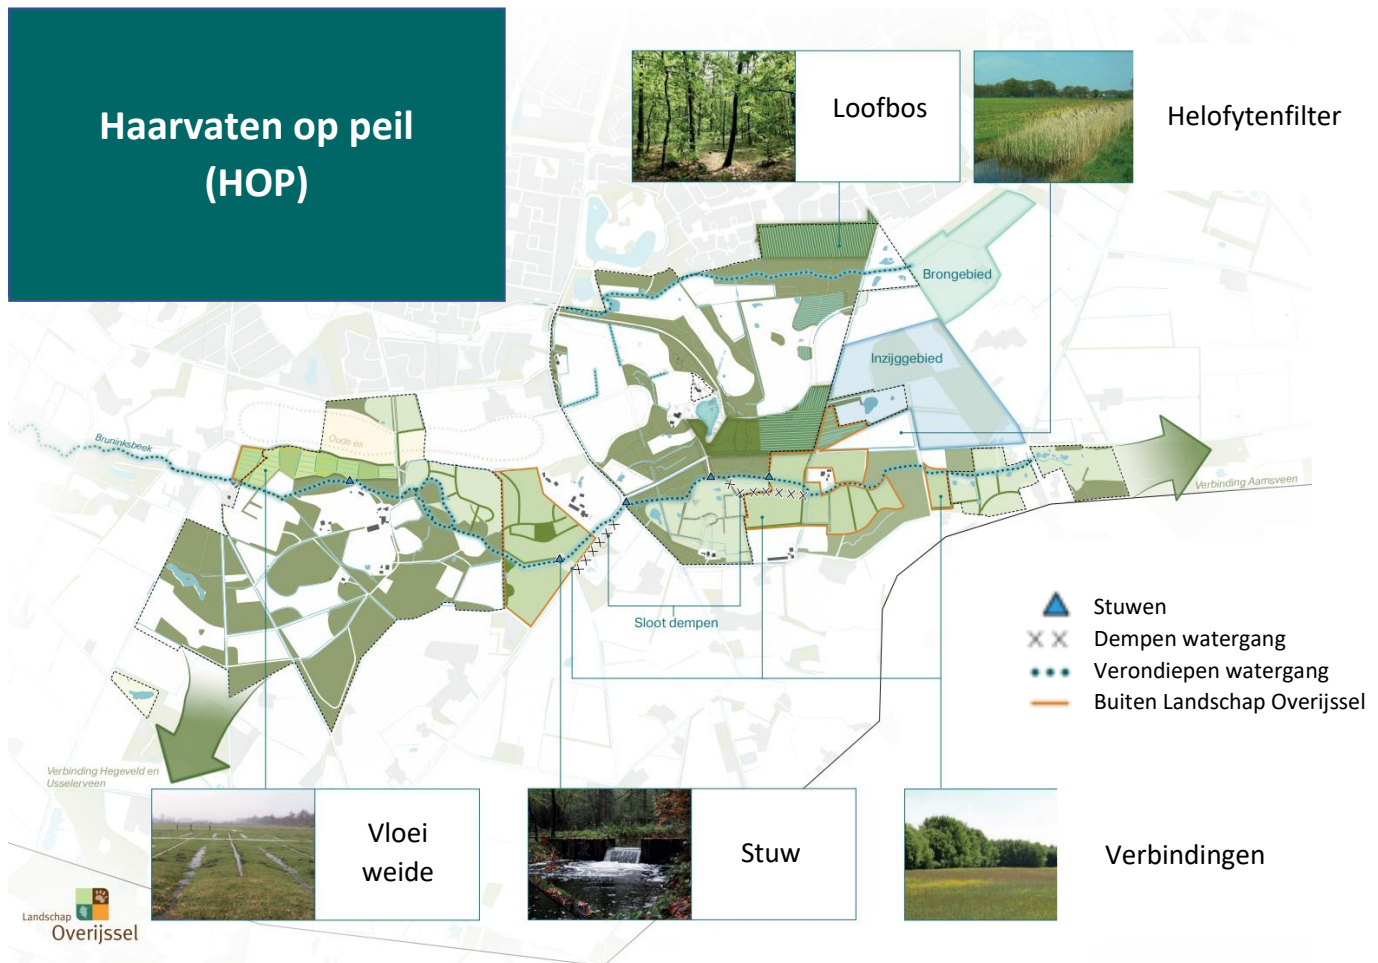 Haarvaten op peil
(HOP)
Loofbos
Helofytenfilter
Brongebied
Inzijggebied
Bruninksbeek
Oude es
Verbinding Aamsveen
Sloot dempen
Stuwen
Dempen watergang
Verondiepen watergang
Buiten Landschap Overijssel
Verbinding Hegeveld en
Usselerveen
Vloei
weide
Stuw
Verbindingen
Landschap
Overijssel